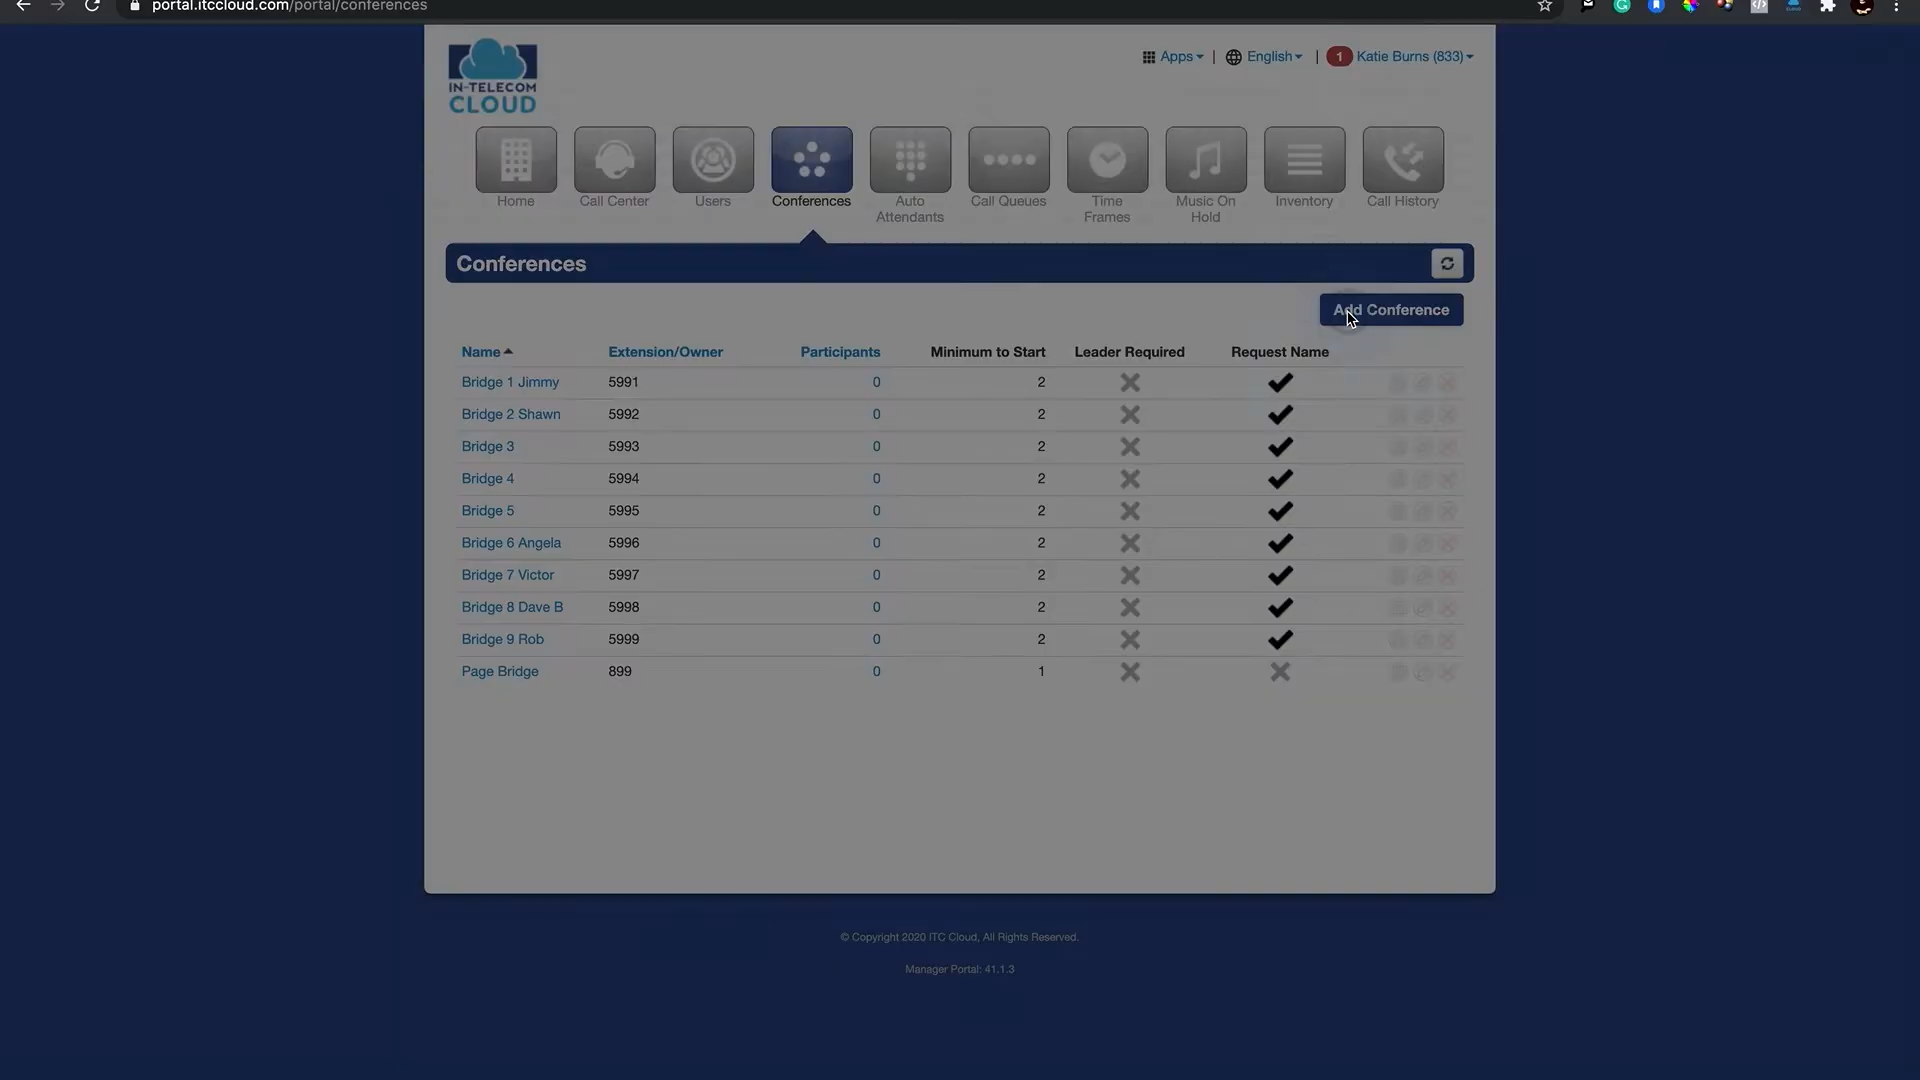 portal.itccloud.com/portal/conferences
IN-TELECOM
CLOUD
Apps | English | 1 Katie Burns (833)
Home Call Center Users Conferences Auto Attendants Call Queues Time Frames Music On Hold Inventory Call History
Conferences
Add Conference
Name Extension/Owner Participants Minimum to Start Leader Required Request Name
Bridge 1 Jimmy 5991 0 2
Bridge 2 Shawn 5992 0 2
Bridge 3 5993 0 2
Bridge 4 5994 0 2
Bridge 5 5995 0 2
Bridge 6 Angela 5996 0 2
Bridge 7 Victor 5997 0 2
Bridge 8 Dave B 5998 0 2
Bridge 9 Rob 5999 0 2
Page Bridge 899 0 1
© Copyright 2020 ITC Cloud, All Rights Reserved.
Manager Portal: 41.1.3